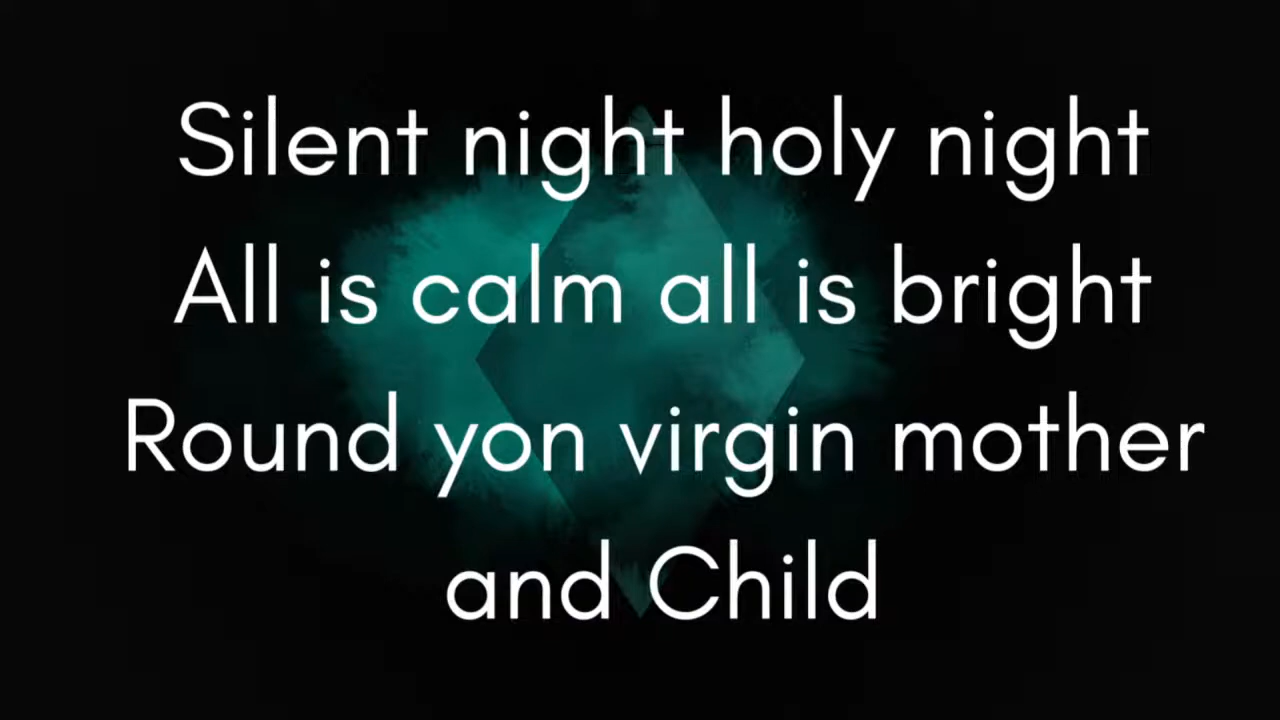 Silent night holy night
All is calm all is bright
Round yon virgin mother
and Child